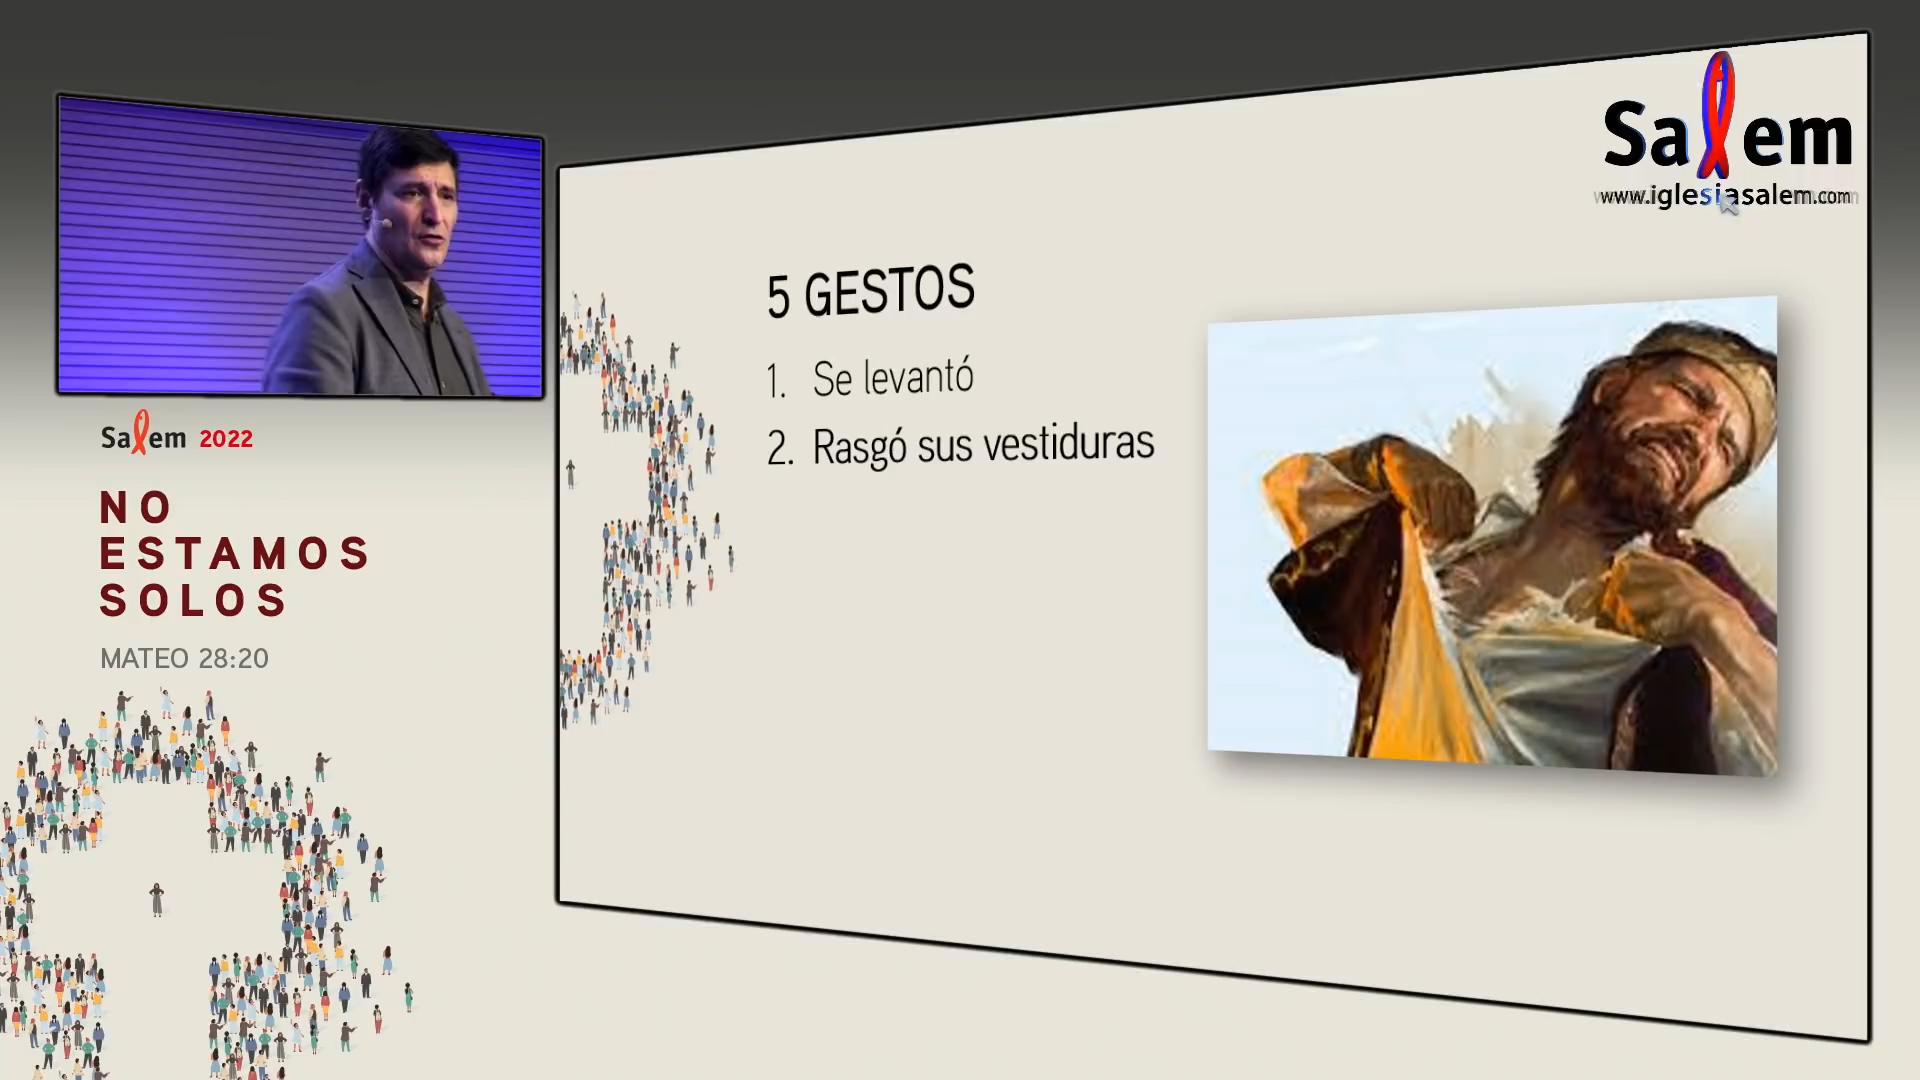 Salem
www.iglesiasalem.com
5 GESTOS
1. Se levantó
2. Rasgó sus vestiduras
Salem 2022
NO
ESTAMOS
SOLOS
MATEO 28:20